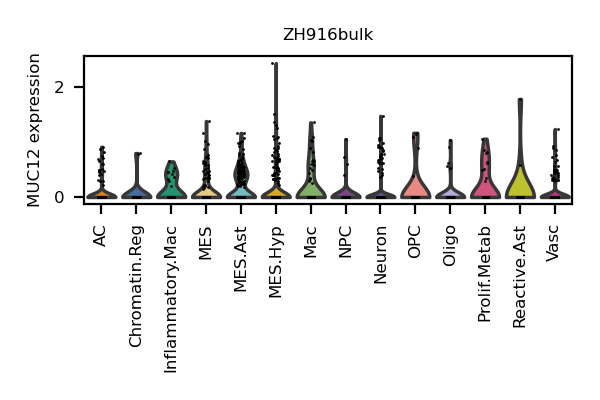 ZH916bulk
MUC12 expression
2
0
AC
Chromatin.Reg
Inflammatory.Mac
MES
MES.Ast
MES.Hyp
Mac
NPC
Neuron
OPC
Oligo
Prolif.Metab
Reactive.Ast
Vasc